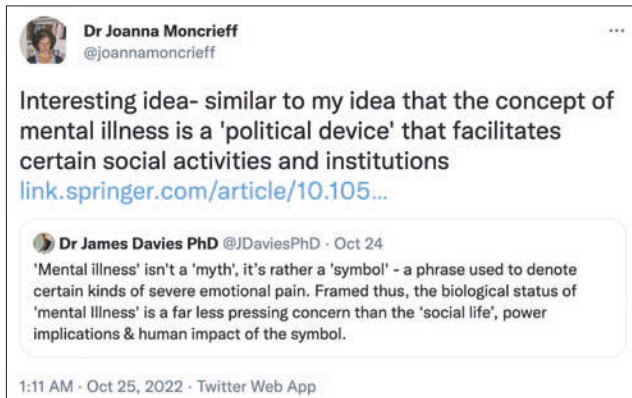 Dr Joanna Moncrieff
@joannamoncrieff
Interesting idea- similar to my idea that the concept of
mental illness is a 'political device' that facilitates
certain social activities and institutions
link.springer.com/article/10.105...
Dr James Davies PhD @JDaviesPhD · Oct 24
'Mental illness' isn't a 'myth', it's rather a 'symbol' - a phrase used to denote
certain kinds of severe emotional pain. Framed thus, the biological status of
'mental Illness' is a far less pressing concern than the 'social life', power
implications & human impact of the symbol.
1:11 AM · Oct 25, 2022 · Twitter Web App